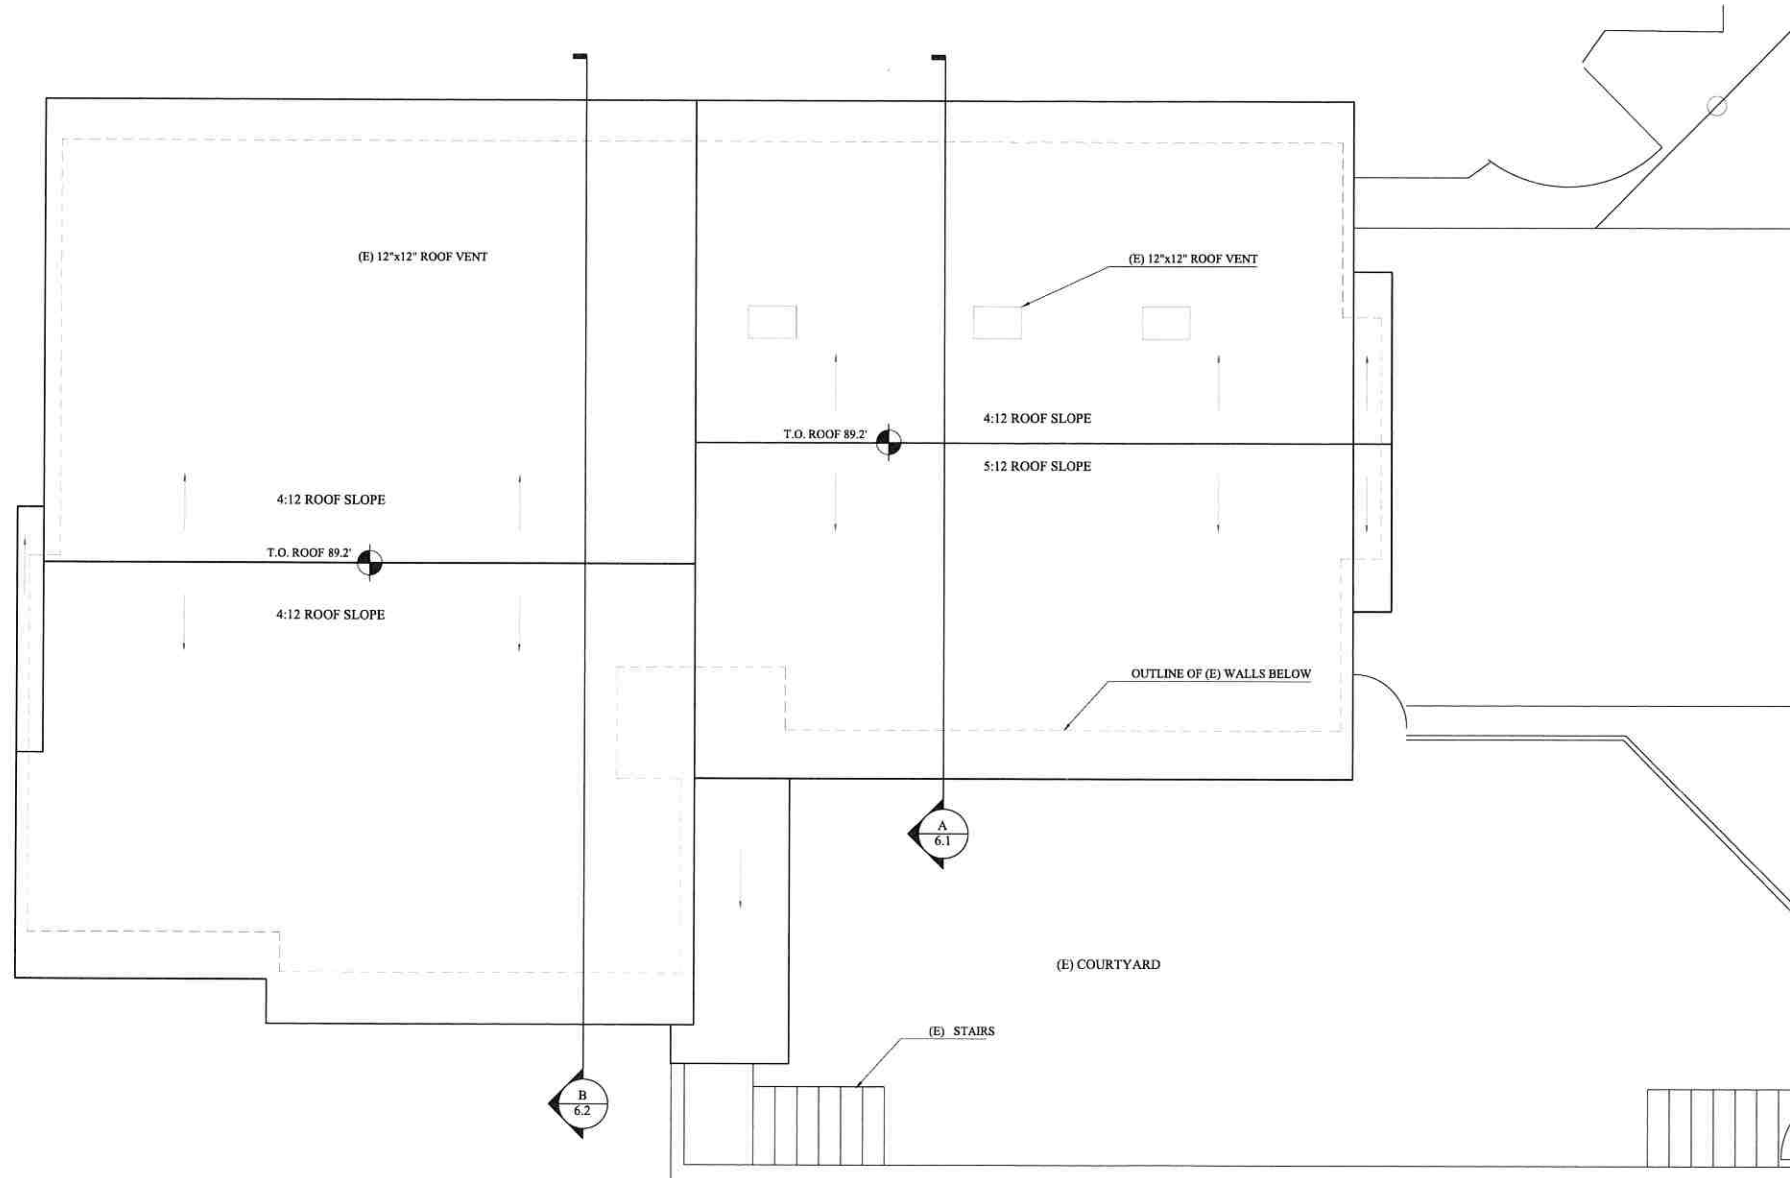 (E) 12"x12" ROOF VENT
(E) 12"x12" ROOF VENT
4:12 ROOF SLOPE
T.O. ROOF 89.2'
5:12 ROOF SLOPE
4:12 ROOF SLOPE
T.O. ROOF 89.2'
4:12 ROOF SLOPE
OUTLINE OF (E) WALLS BELOW
A
6.1
(E) COURTYARD
(E) STAIRS
B
6.2